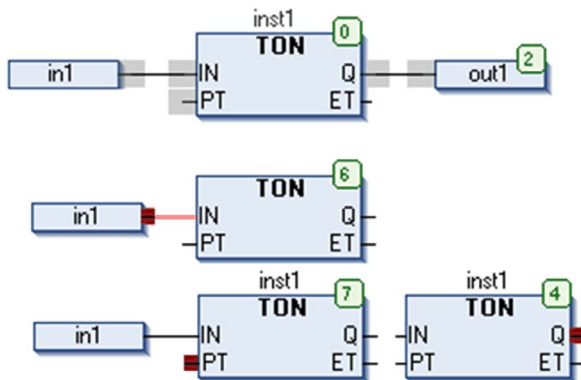 inst1
TON 0
in1 IN Q out1 2
PT ET
TON 6
in1 IN Q
PT ET
inst1 inst1
TON 7 TON 4
in1 IN Q IN Q
PT ET PT ET